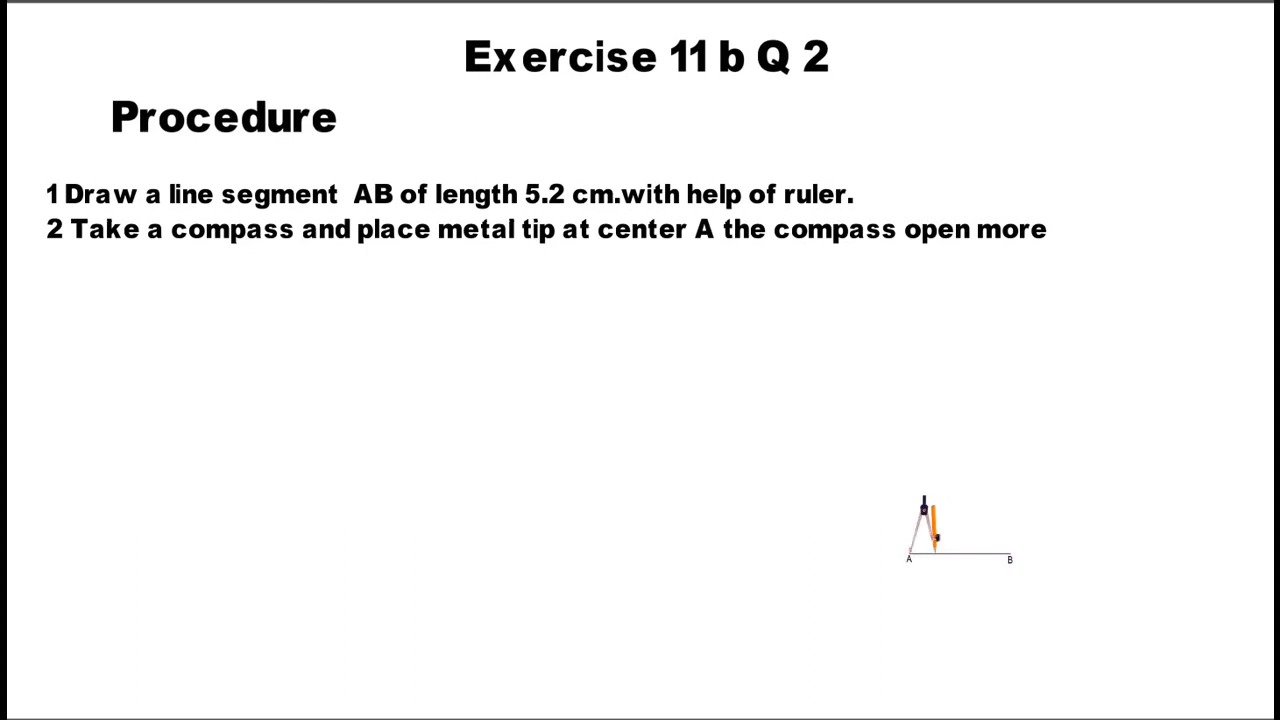 Exercise 11 b Q 2
Procedure
1 Draw a line segment AB of length 5.2 cm.with help of ruler.
2 Take a compass and place metal tip at center A the compass open more
A B